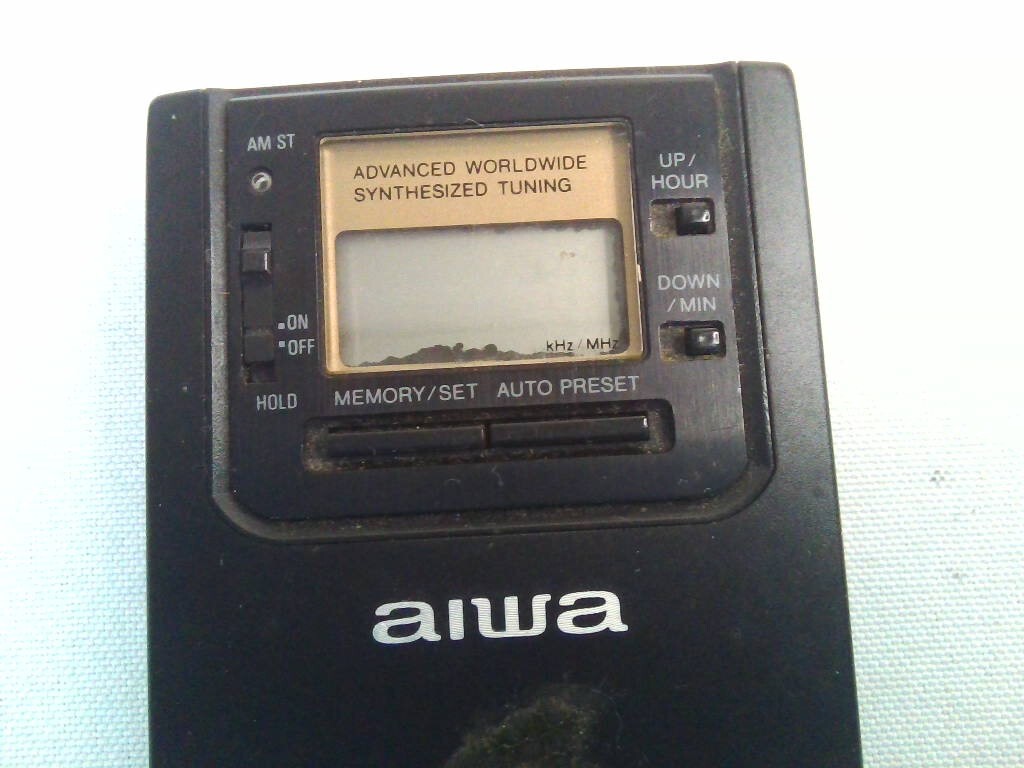 AM ST
ADVANCED WORLDWIDE
SYNTHESIZED TUNING
UP/
HOUR
DOWN
/MIN
ON
OFF
HOLD
kHz / MHz
MEMORY/SET AUTO PRESET
aiwa